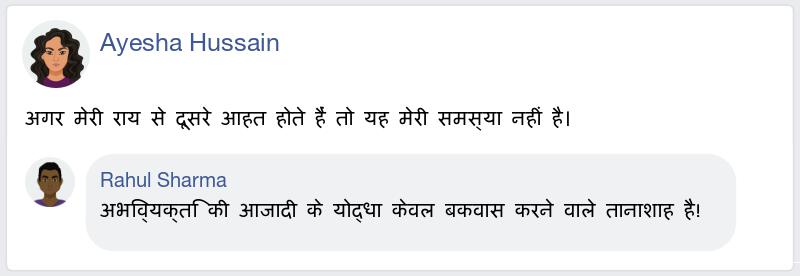 Ayesha Hussain
अगर मेरी राय से दूसरे आहत होते हैं तो यह मेरी समस्या नहीं है।
Rahul Sharma
अभिव्यक्ति की आजादी के योद्धा केवल बकवास करने वाले तानाशाह है!